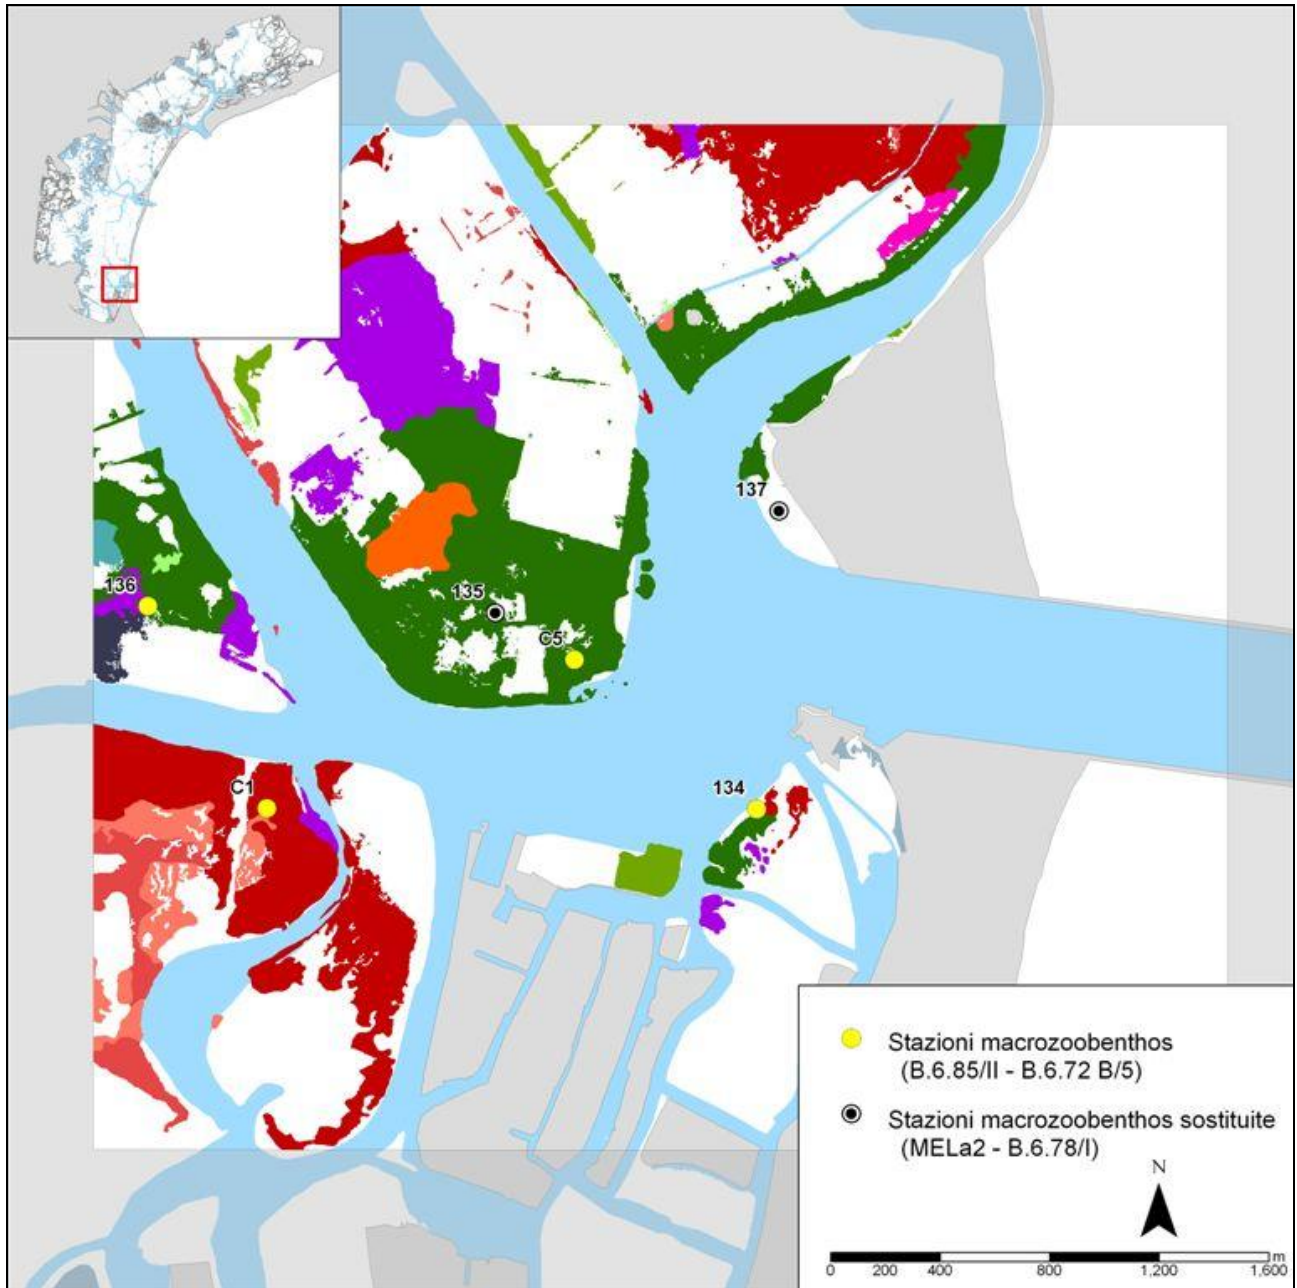 137
136
135
C5
C1
134
Stazioni macrozoobenthos
(B.6.85/II - B.6.72 B/5)
Stazioni macrozoobenthos sostituite
(MELa2 - B.6.78/I)
N
m
0 200 400 800 1,200 1,600